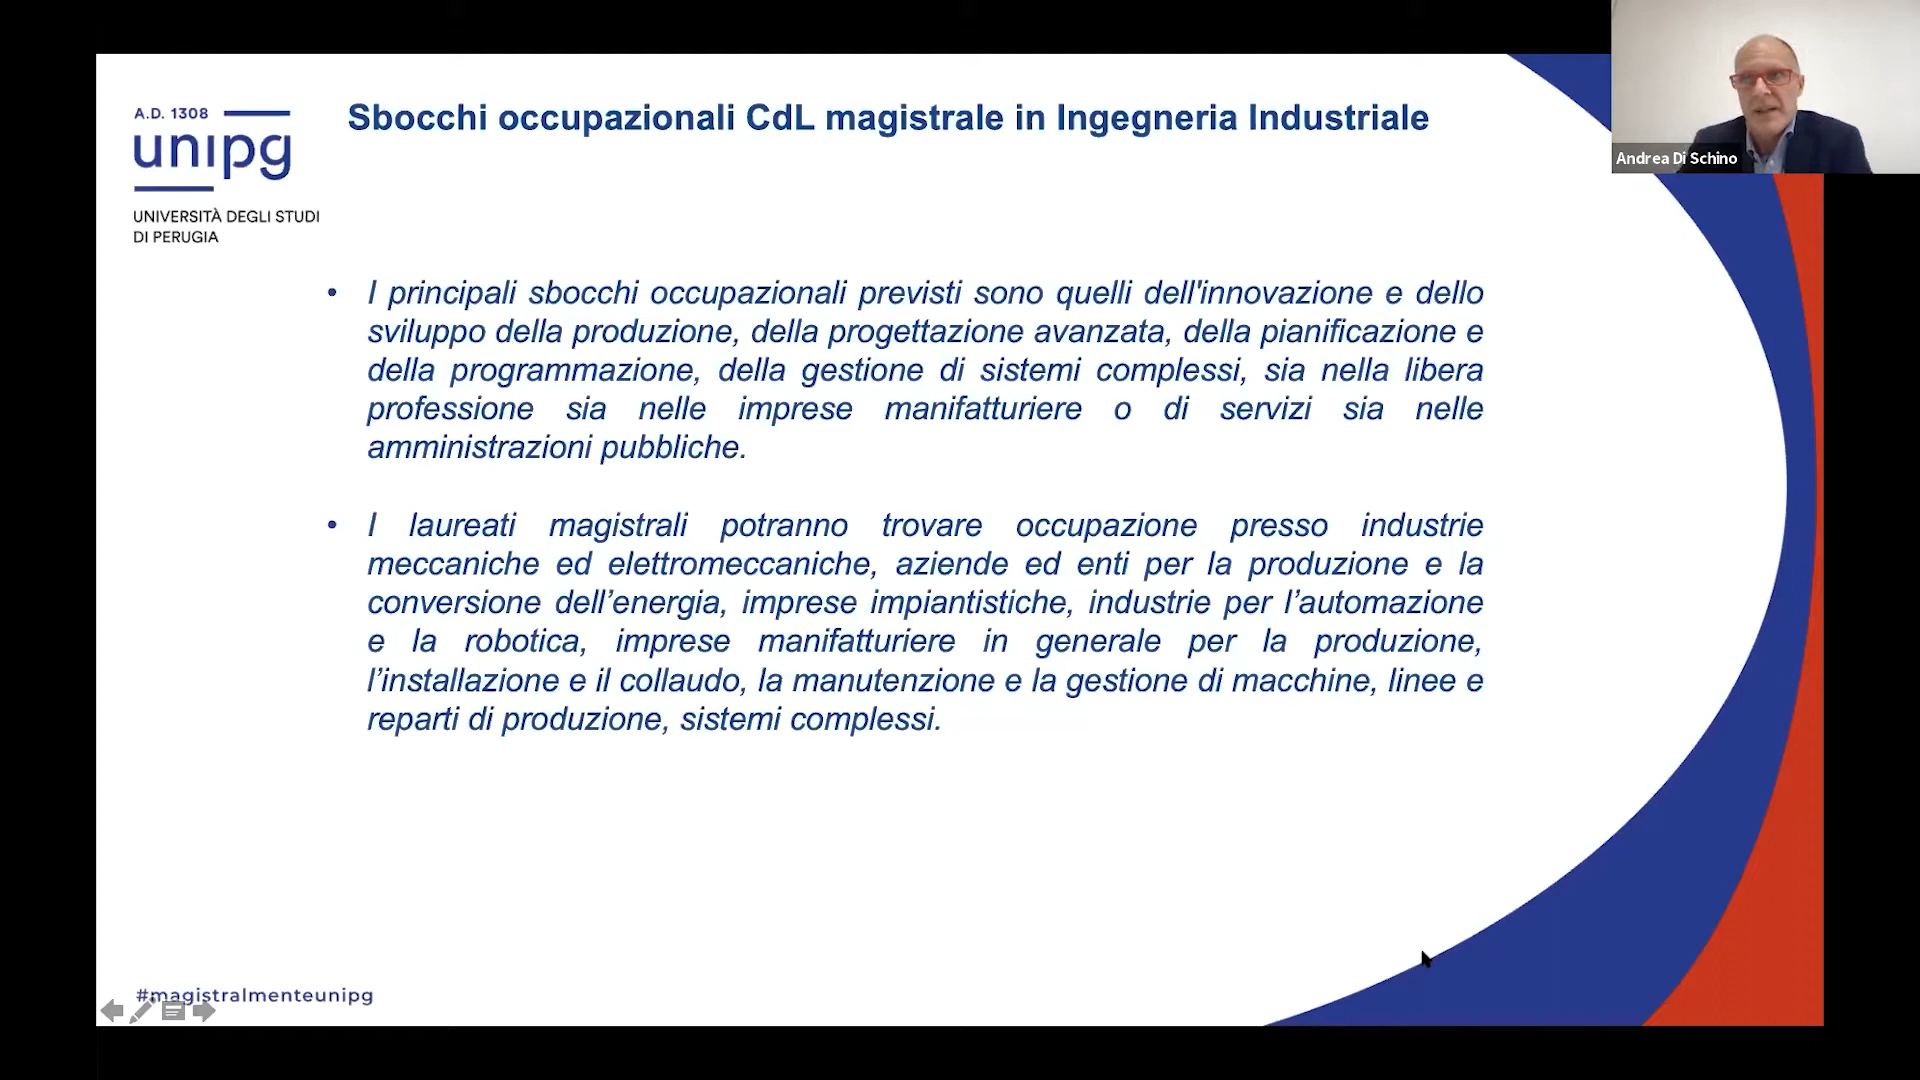 A.D. 1308
unipg
UNIVERSITÀ DEGLI STUDI
DI PERUGIA
Sbocchi occupazionali CdL magistrale in Ingegneria Industriale
Andrea Di Schino
• I principali sbocchi occupazionali previsti sono quelli dell'innovazione e dello
sviluppo della produzione, della progettazione avanzata, della pianificazione e
della programmazione, della gestione di sistemi complessi, sia nella libera
professione sia nelle imprese manifatturiere o di servizi sia nelle
amministrazioni pubbliche.
• I laureati magistrali potranno trovare occupazione presso industrie
meccaniche ed elettromeccaniche, aziende ed enti per la produzione e la
conversione dell’energia, imprese impiantistiche, industrie per l’automazione
e la robotica, imprese manifatturiere in generale per la produzione,
l’installazione e il collaudo, la manutenzione e la gestione di macchine, linee e
reparti di produzione, sistemi complessi.
#magistralmenteunipg